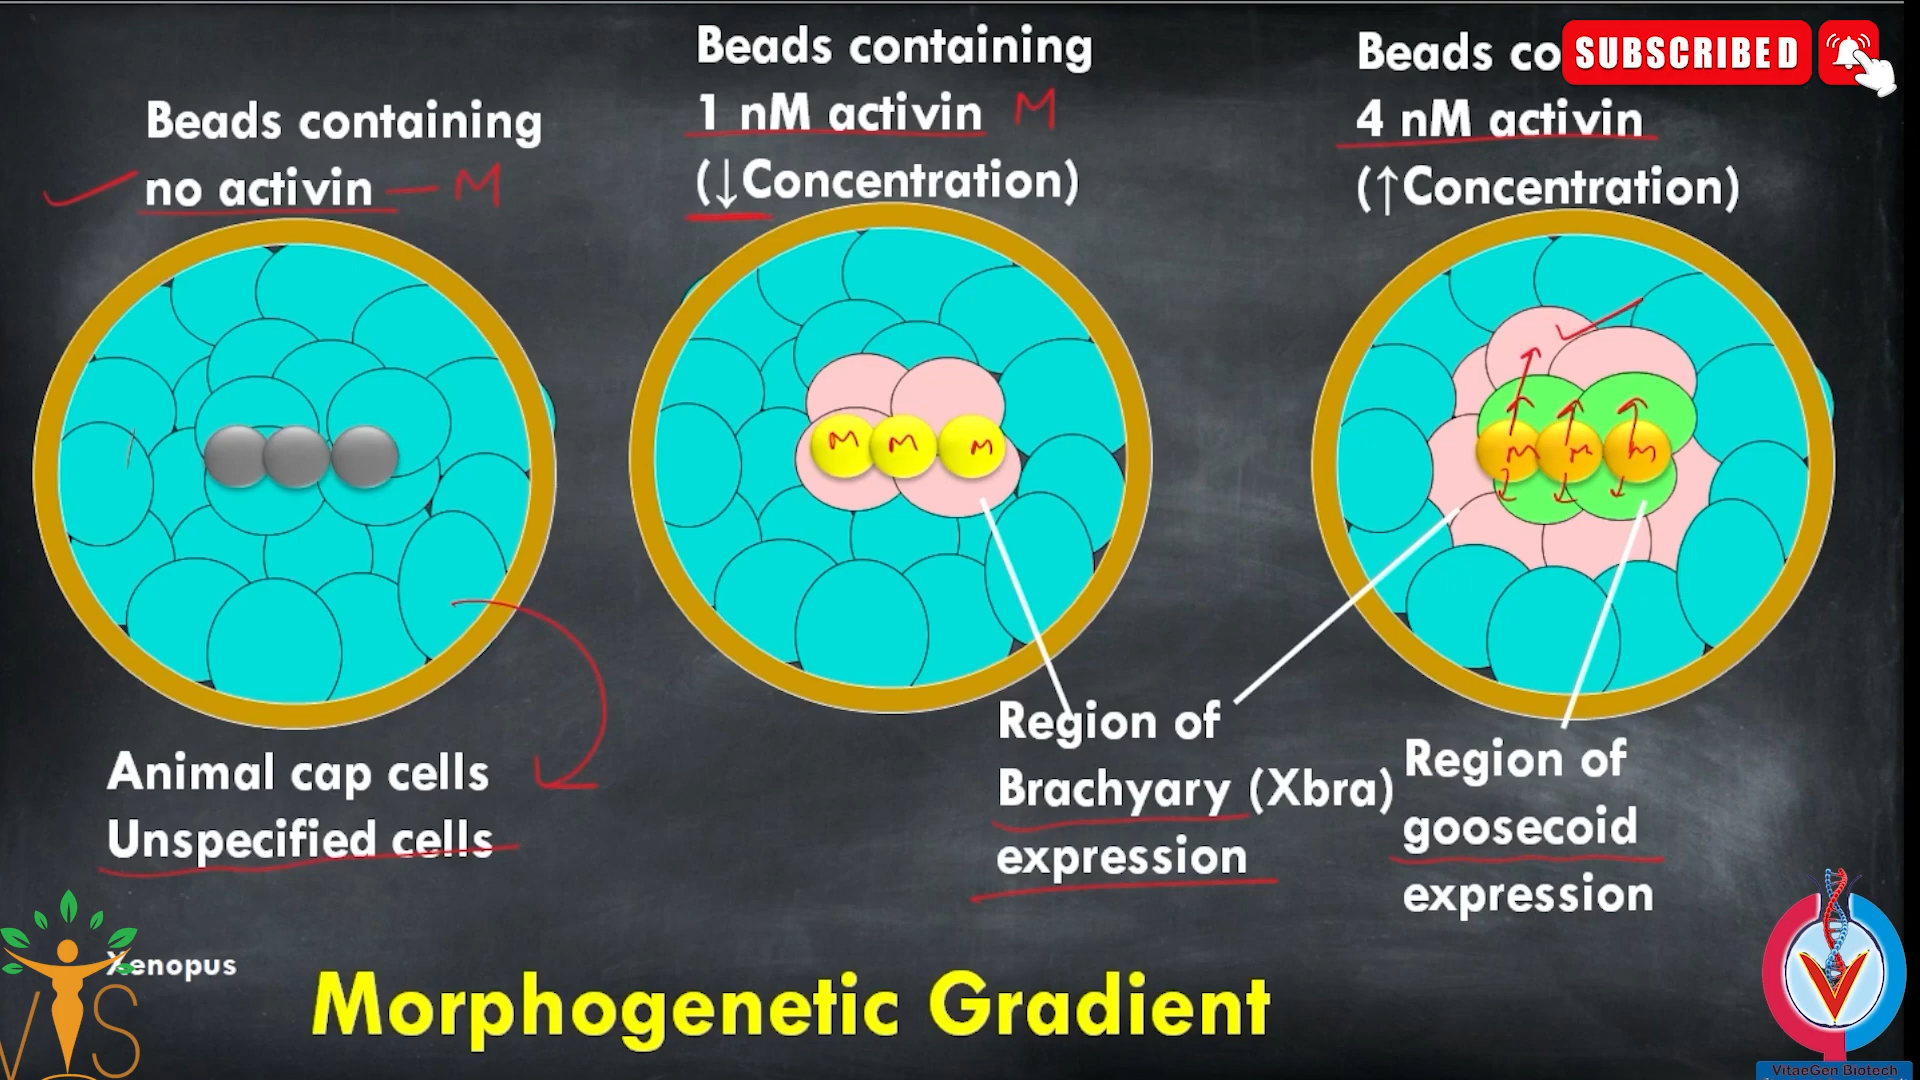 Beads containing
no activin – M
Beads containing
1 nM activin M
(↓Concentration)
Beads co
4 nM activin
(↑Concentration)
SUBSCRIBED
M M M
M M M
Animal cap cells
Unspecified cells
Region of
Brachyary (Xbra)
expression
Region of
goosecoid
expression
Xenopus
Morphogenetic Gradient
VS
V
VitaeGen Biotech